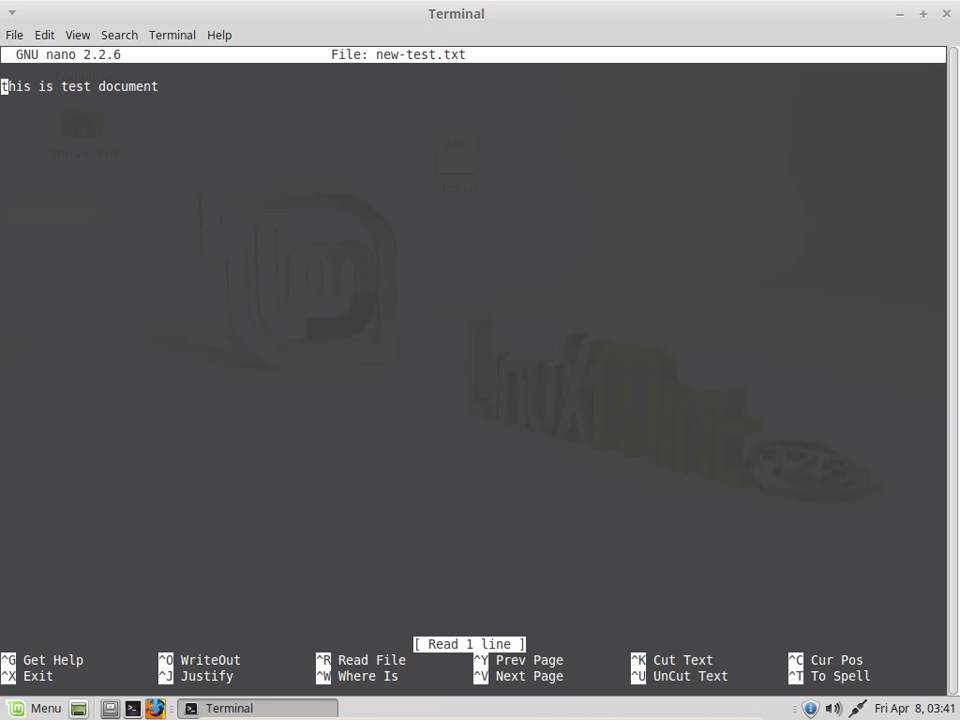 Terminal
File Edit View Search Terminal Help
GNU nano 2.2.6 File: new-test.txt
this is test document
LinuxMint
[ Read 1 line ]
^G Get Help ^O WriteOut ^R Read File ^Y Prev Page ^K Cut Text ^C Cur Pos
^X Exit ^J Justify ^W Where Is ^V Next Page ^U UnCut Text ^T To Spell
Menu Terminal Fri Apr 8, 03:41